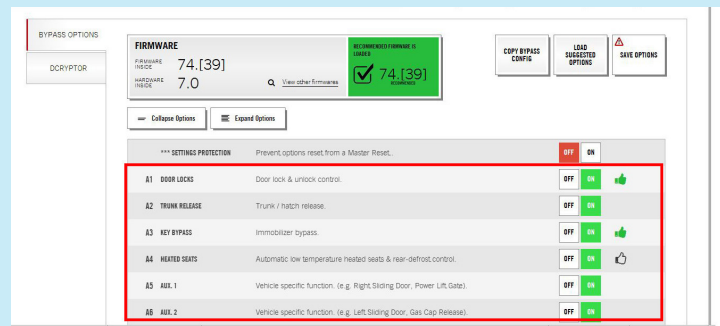 BYPASS OPTIONS
DCRYPTOR
FIRMWARE
FIRMWARE INSIDE 74.[39]
HARDWARE INSIDE 7.0
View other firmwares
RECOMMENDED FIRMWARE IS LOADED
74.[39]
RECOMMENDED
COPY BYPASS CONFIG
LOAD SUGGESTED OPTIONS
SAVE OPTIONS
Collapse Options
Expand Options
*** SETTINGS PROTECTION Prevent options reset from a Master Reset,. OFF ON
A1 DOOR LOCKS Door lock & unlock control. OFF ON
A2 TRUNK RELEASE Trunk / hatch release. OFF ON
A3 KEY BYPASS Immobilizer bypass. OFF ON
A4 HEATED SEATS Automatic low temperature heated seats & rear-defrost control. OFF ON
A5 AUX. 1 Vehicle specific function. (e.g. Right Sliding Door, Power Lift Gate). OFF ON
A6 AUX. 2 Vehicle specific function. (e.g. Left Sliding Door, Gas Cap Release). OFF ON